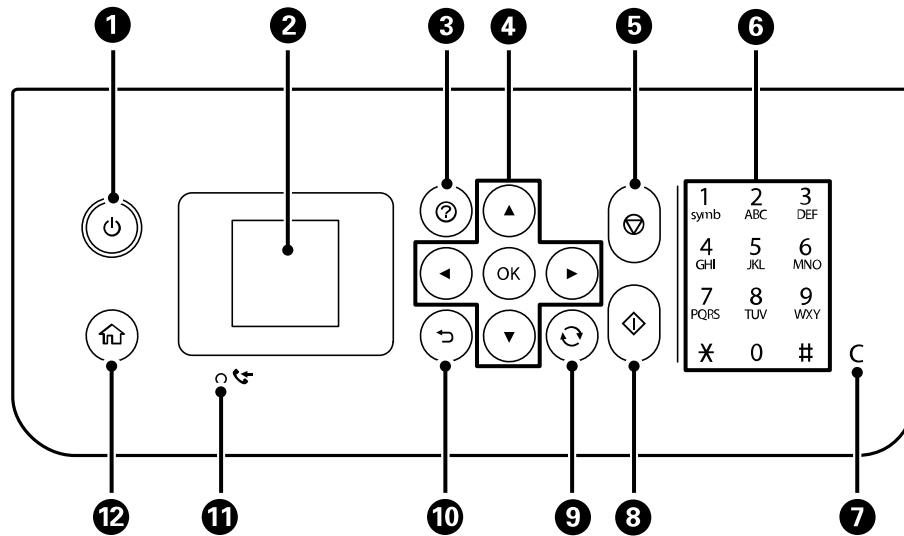 1 2 3 4 5 6
1 2 3
symb ABC DEF
? OK
4 5 6
GHI JKL MNO
7 8 9
PQRS TUV WXY
* 0 # C
12 11 10 9 8 7